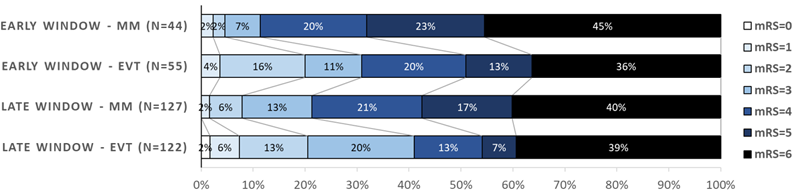 EARLY WINDOW - MM (N=44) 2% 2% 7% 20% 23% 45%
EARLY WINDOW - EVT (N=55) 4% 16% 11% 20% 13% 36%
LATE WINDOW - MM (N=127) 2% 6% 13% 21% 17% 40%
LATE WINDOW - EVT (N=122) 2% 6% 13% 20% 13% 7% 39%
0% 10% 20% 30% 40% 50% 60% 70% 80% 90% 100%
mRS=0
mRS=1
mRS=2
mRS=3
mRS=4
mRS=5
mRS=6